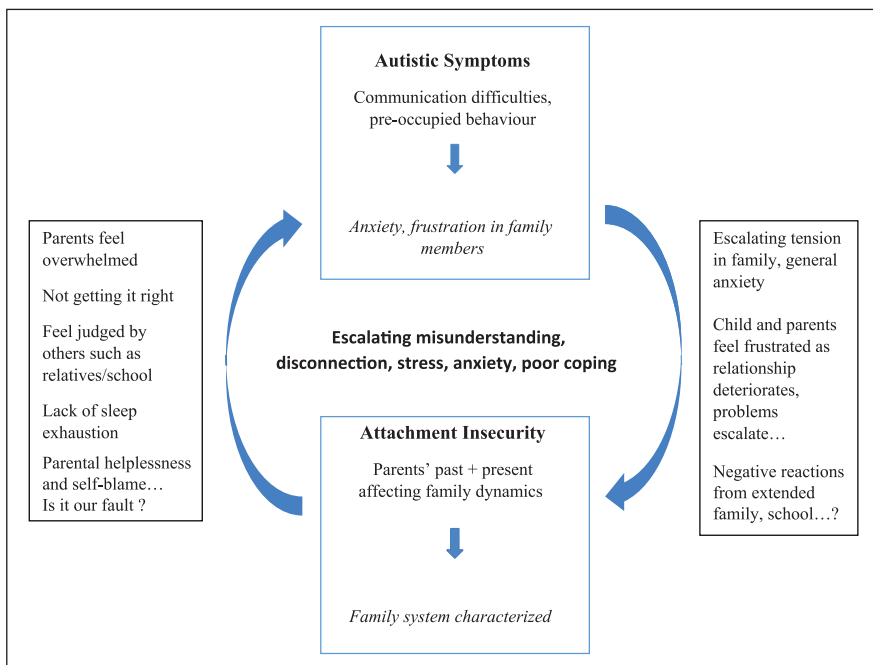 Autistic Symptoms
Communication difficulties,
pre-occupied behaviour
Anxiety, frustration in family
members
Parents feel
overwhelmed
Not getting it right
Feel judged by
others such as
relatives/school
Lack of sleep
exhaustion
Parental helplessness
and self-blame…
Is it our fault ?
Escalating misunderstanding,
disconnection, stress, anxiety, poor coping
Escalating tension
in family, general
anxiety
Child and parents
feel frustrated as
relationship
deteriorates,
problems
escalate…
Negative reactions
from extended
family, school…?
Attachment Insecurity
Parents’ past + present
affecting family dynamics
Family system characterized